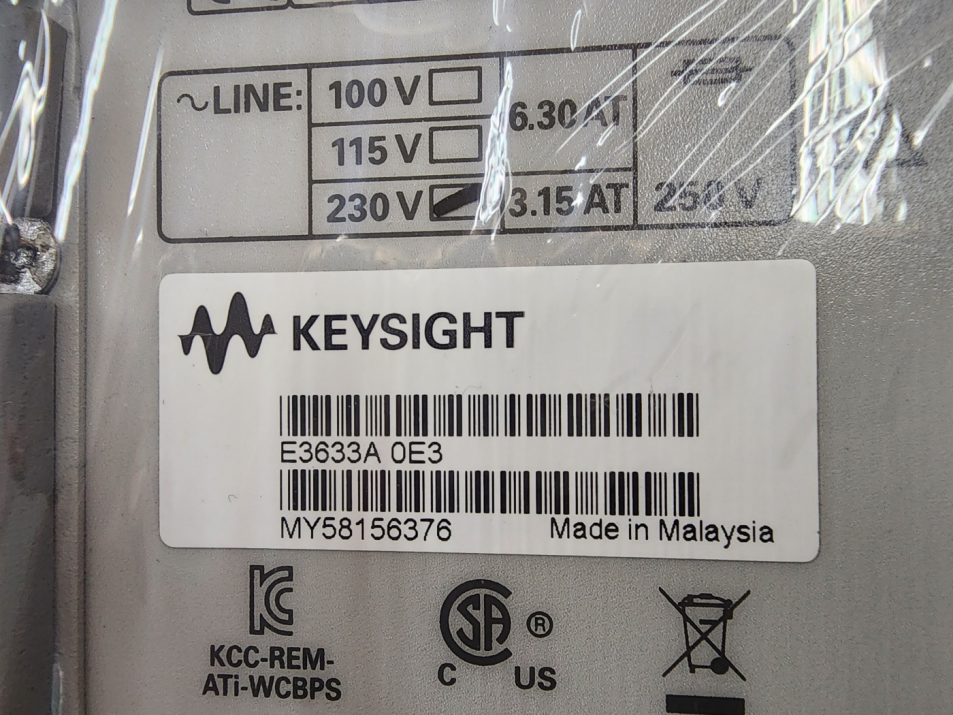 ~LINE:
100 V
6.30 AT
115 V
230 V
3.15 AT
250 V
KEYSIGHT
E3633A 0E3
MY58156376
Made in Malaysia
KCC-REM-
ATi-WCBPS
SA ®
C US